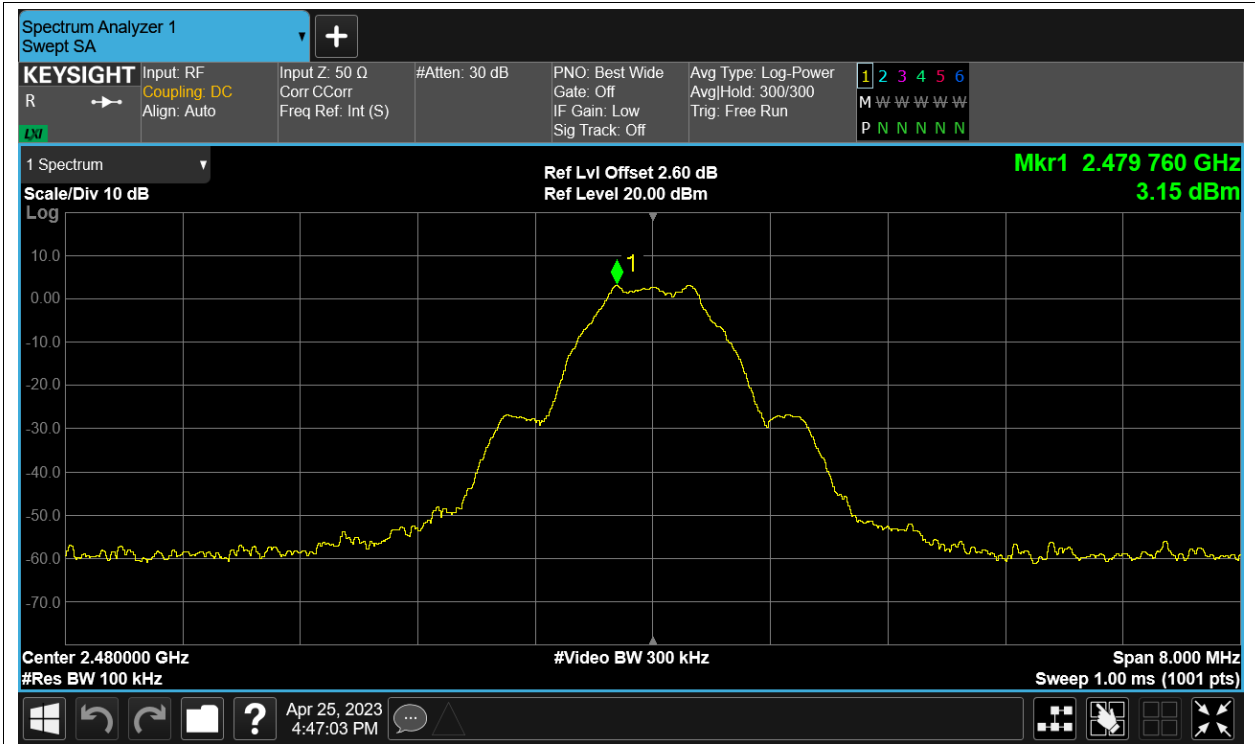 Spectrum Analyzer 1
Swept SA
KEYSIGHT
R
LXI
Input: RF
Coupling: DC
Align: Auto
Input Z: 50 Ω
Corr CCorr
Freq Ref: Int (S)
#Atten: 30 dB
PNO: Best Wide
Gate: Off
IF Gain: Low
Sig Track: Off
Avg Type: Log-Power
Avg|Hold: 300/300
Trig: Free Run
1 2 3 4 5 6
M W W W W W
P N N N N N
1 Spectrum
Scale/Div 10 dB
Log
Ref Lvl Offset 2.60 dB
Ref Level 20.00 dBm
Mkr1 2.479 760 GHz
3.15 dBm
1
10.0
0.00
-10.0
-20.0
-30.0
-40.0
-50.0
-60.0
-70.0
Center 2.480000 GHz
#Res BW 100 kHz
#Video BW 300 kHz
Span 8.000 MHz
Sweep 1.00 ms (1001 pts)
?
Apr 25, 2023
4:47:03 PM